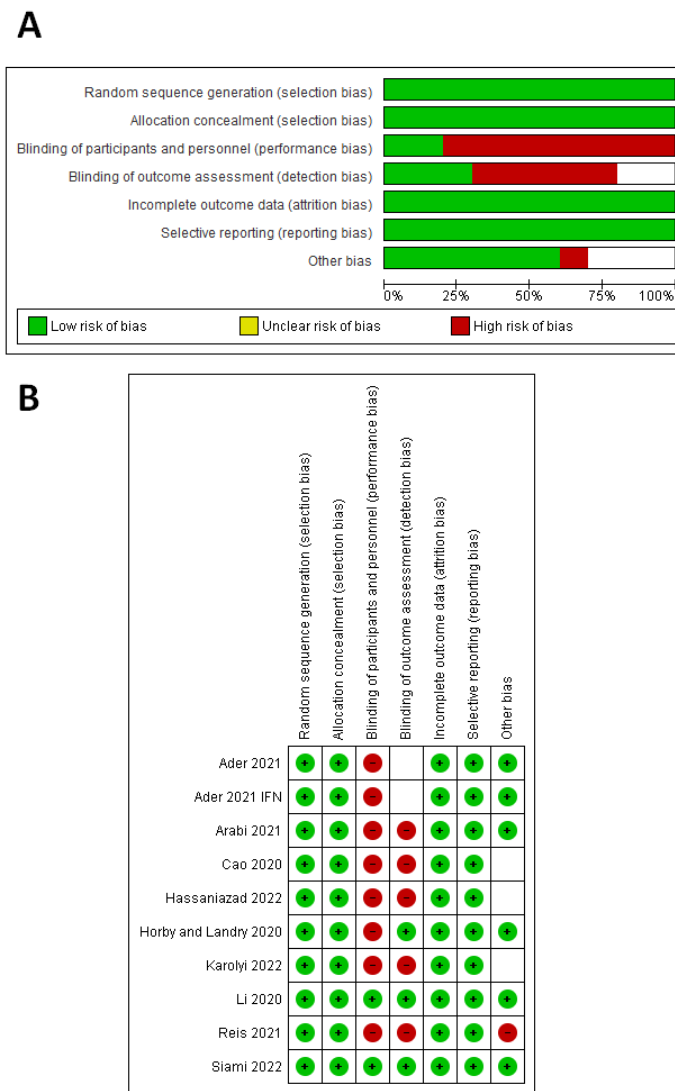 A
Random sequence generation (selection bias)
Allocation concealment (selection bias)
Blinding of participants and personnel (performance bias)
Blinding of outcome assessment (detection bias)
Incomplete outcome data (attrition bias)
Selective reporting (reporting bias)
Other bias
0% 25% 50% 75% 100%
Low risk of bias Unclear risk of bias High risk of bias
B
Random sequence generation (selection bias)
Allocation concealment (selection bias)
Blinding of participants and personnel (performance bias)
Blinding of outcome assessment (detection bias)
Incomplete outcome data (attrition bias)
Selective reporting (reporting bias)
Other bias
Ader 2021 + + - + + +
Ader 2021 IFN + + - + + +
Arabi 2021 + + - - + + +
Cao 2020 + + - - + +
Hassaniazad 2022 + + - - + +
Horby and Landry 2020 + + - + + + +
Karolyi 2022 + + - - + +
Li 2020 + + + + + + +
Reis 2021 + + - - + + -
Siami 2022 + + + + + + +